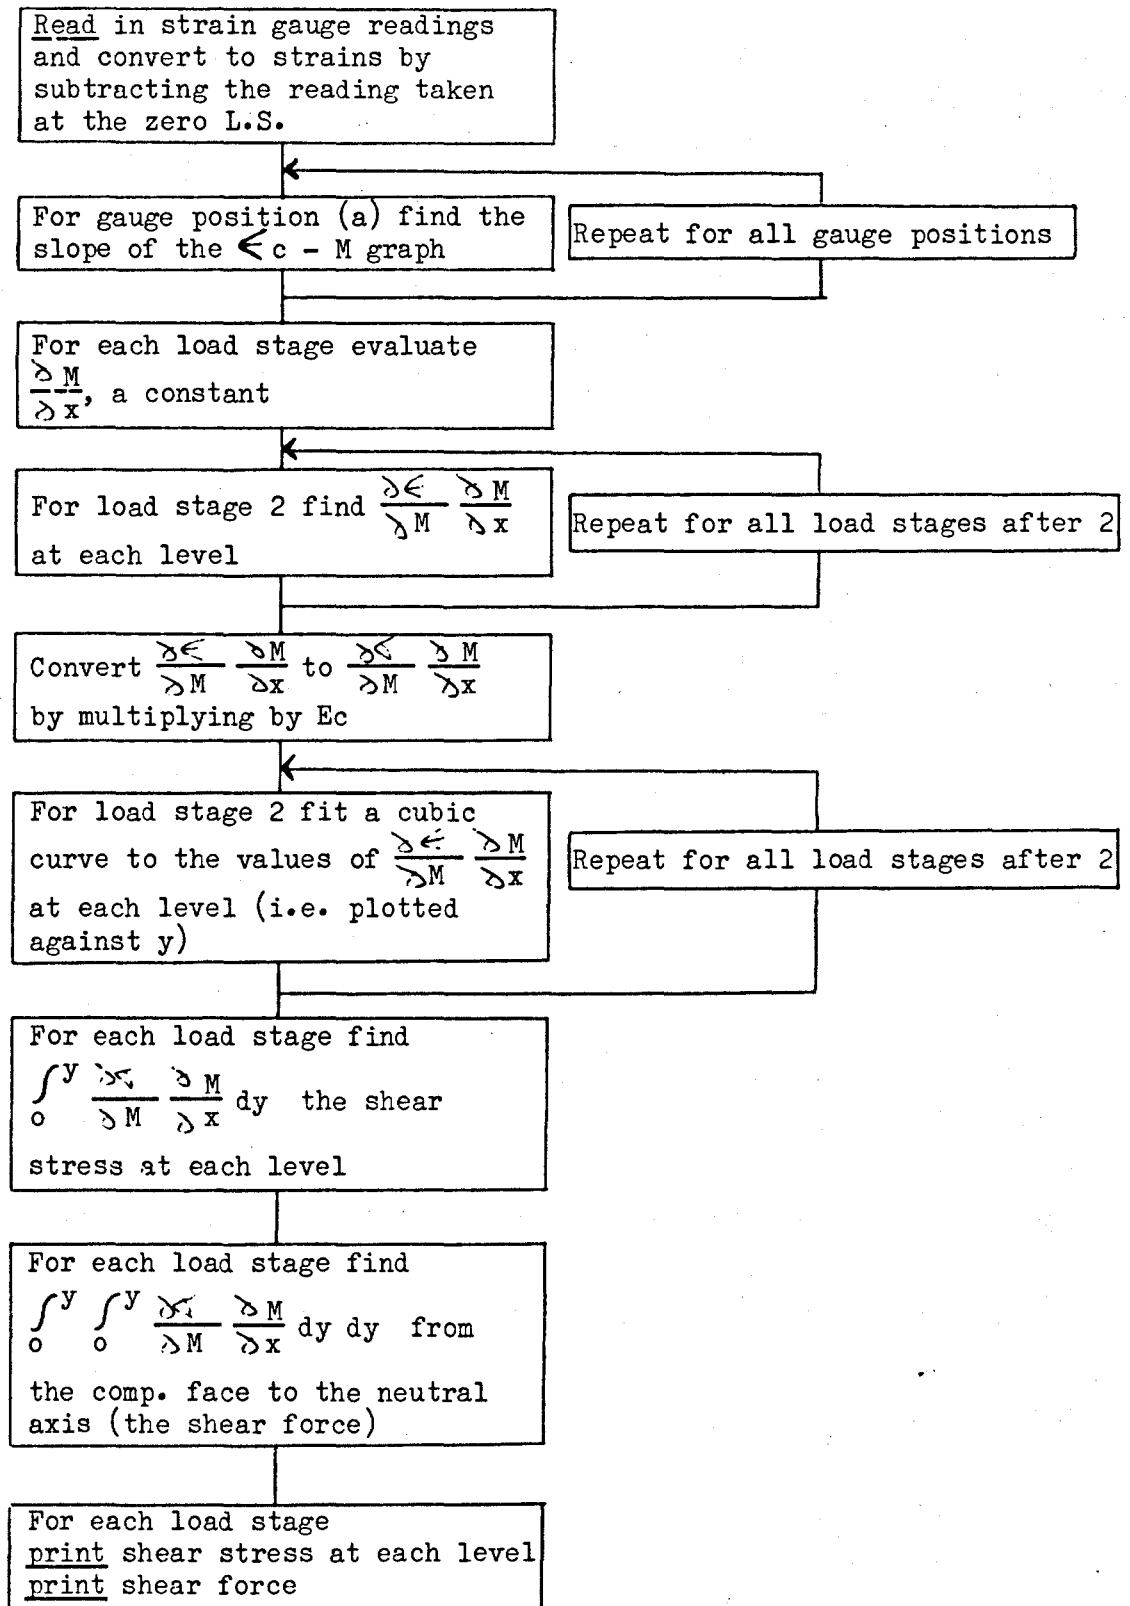 Read in strain gauge readings
and convert to strains by
subtracting the reading taken
at the zero L.S.
For gauge position (a) find the
slope of the ϵc - M graph
Repeat for all gauge positions
For each load stage evaluate
∂M/∂x, a constant
For load stage 2 find ∂ϵ/∂M ∂M/∂x
at each level
Repeat for all load stages after 2
Convert ∂ϵ/∂M ∂M/∂x to ∂/∂M ∂M/∂x
by multiplying by Ec
For load stage 2 fit a cubic
curve to the values of ∂ϵ/∂M ∂M/∂x
at each level (i.e. plotted
against y)
Repeat for all load stages after 2
For each load stage find
∫₀ʸ /∂M ∂M/∂x dy the shear
stress at each level
For each load stage find
∫₀ʸ ∫₀ʸ /∂M ∂M/∂x dy dy from
the comp. face to the neutral
axis (the shear force)
For each load stage
print shear stress at each level
print shear force